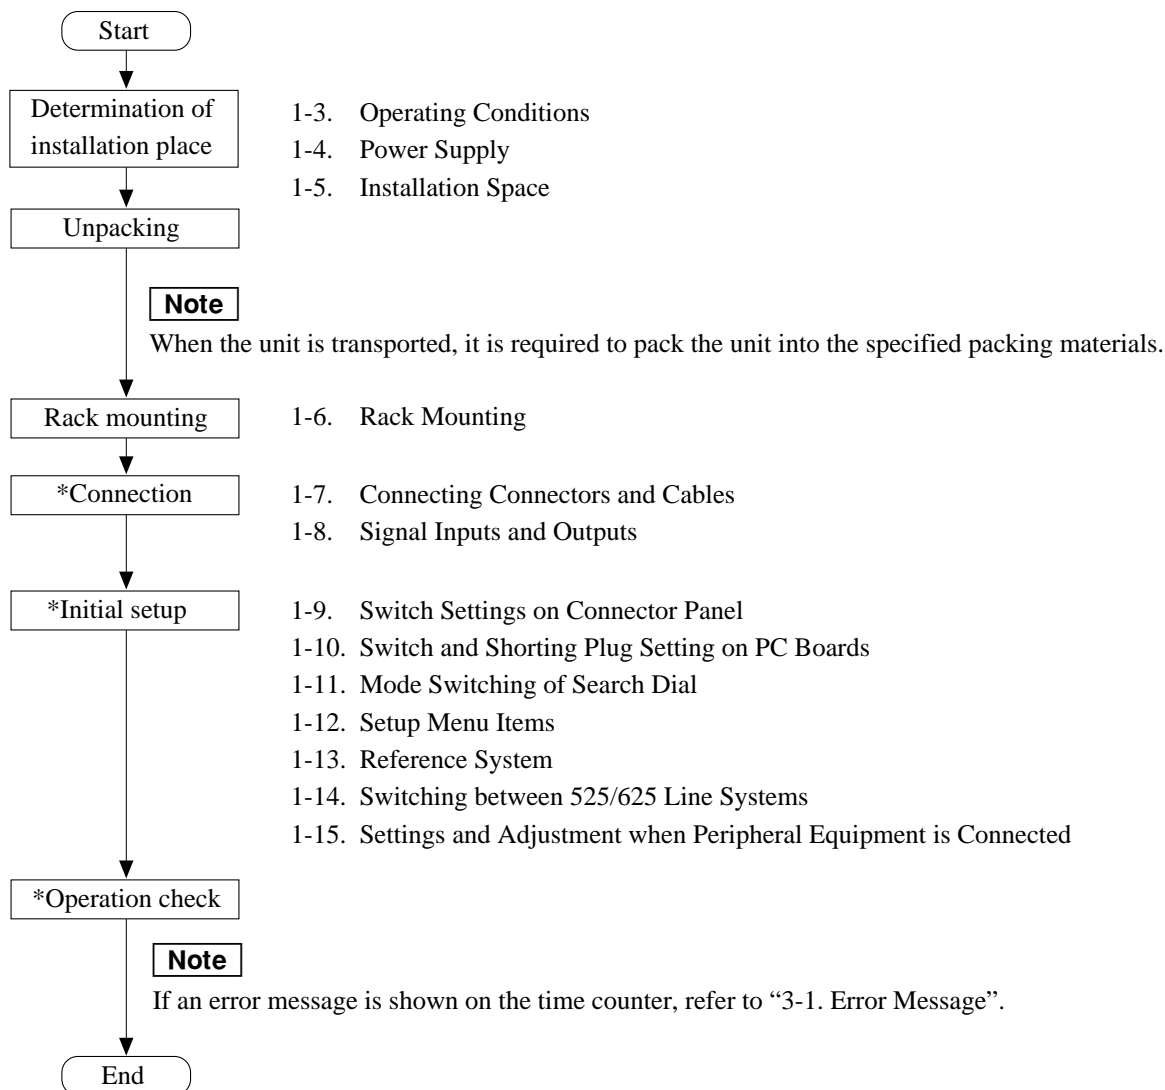 Start
Determination of
installation place
1-3. Operating Conditions
1-4. Power Supply
1-5. Installation Space
Unpacking
Note
When the unit is transported, it is required to pack the unit into the specified packing materials.
Rack mounting
1-6. Rack Mounting
*Connection
1-7. Connecting Connectors and Cables
1-8. Signal Inputs and Outputs
*Initial setup
1-9. Switch Settings on Connector Panel
1-10. Switch and Shorting Plug Setting on PC Boards
1-11. Mode Switching of Search Dial
1-12. Setup Menu Items
1-13. Reference System
1-14. Switching between 525/625 Line Systems
1-15. Settings and Adjustment when Peripheral Equipment is Connected
*Operation check
Note
If an error message is shown on the time counter, refer to “3-1. Error Message”.
End